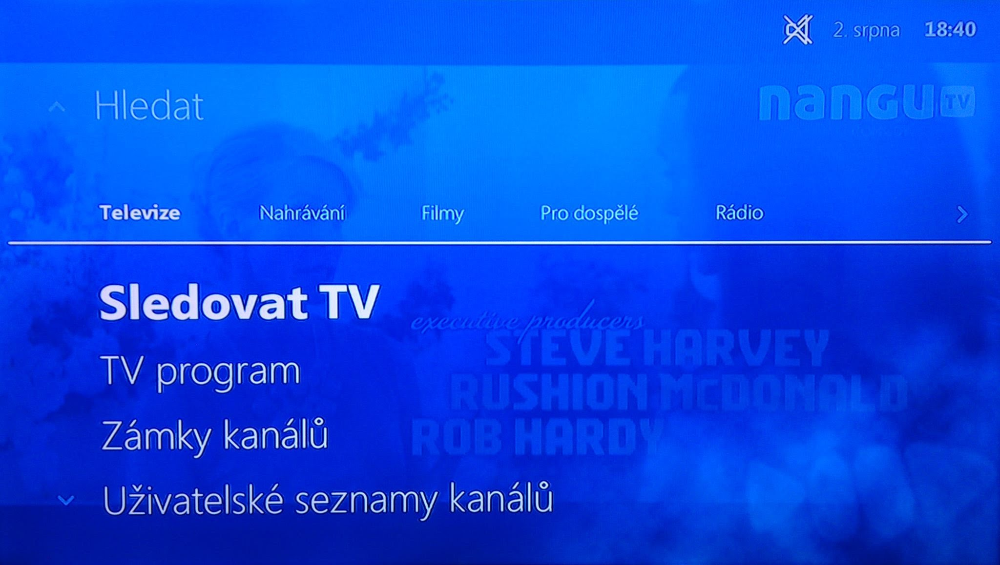 2. srpna 18:40
Hledat
nanGu TV
Televize Nahrávání Filmy Pro dospělé Rádio
Sledovat TV
executive producers
STEVE HARVEY
TV program
RUSHION McDONALD
Zámky kanálů
ROB HARDY
Uživatelské seznamy kanálů